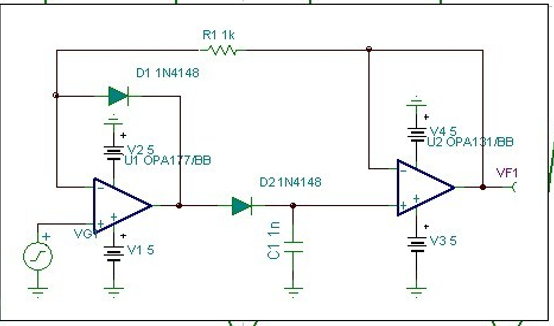 R1 1k
D1 1N4148
+
V2 5
U1 OPA177/BB
+
V4 5
U2 OPA131/BB
VF1
D2 1N4148
-
+
+
-
+
+
+
VG1
+
V1 5
C1 1n
+
V3 5